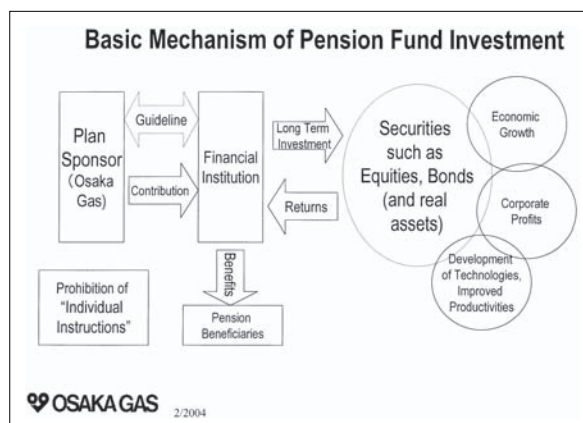 Basic Mechanism of Pension Fund Investment
Plan
Sponsor
(Osaka
Gas)
Guideline
Contribution
Financial
Institution
Long Term
Investment
Returns
Securities
such as
Equities, Bonds
(and real
assets)
Economic
Growth
Corporate
Profits
Development
of Technologies,
Improved
Productivities
Benefits
Pension
Beneficiaries
Prohibition of
“Individual
Instructions”
OSAKA GAS
2/2004